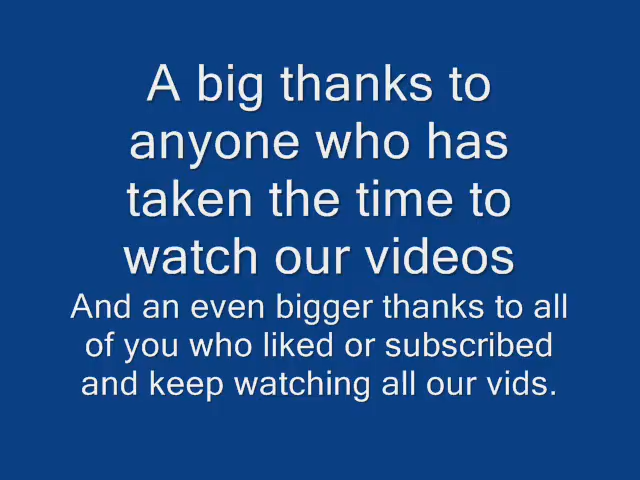 A big thanks to
anyone who has
taken the time to
watch our videos
And an even bigger thanks to all
of you who liked or subscribed
and keep watching all our vids.